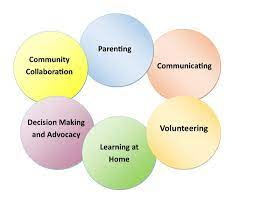 Parenting
Community
Collaboration
Communicating
Decision Making
and Advocacy
Volunteering
Learning at
Home